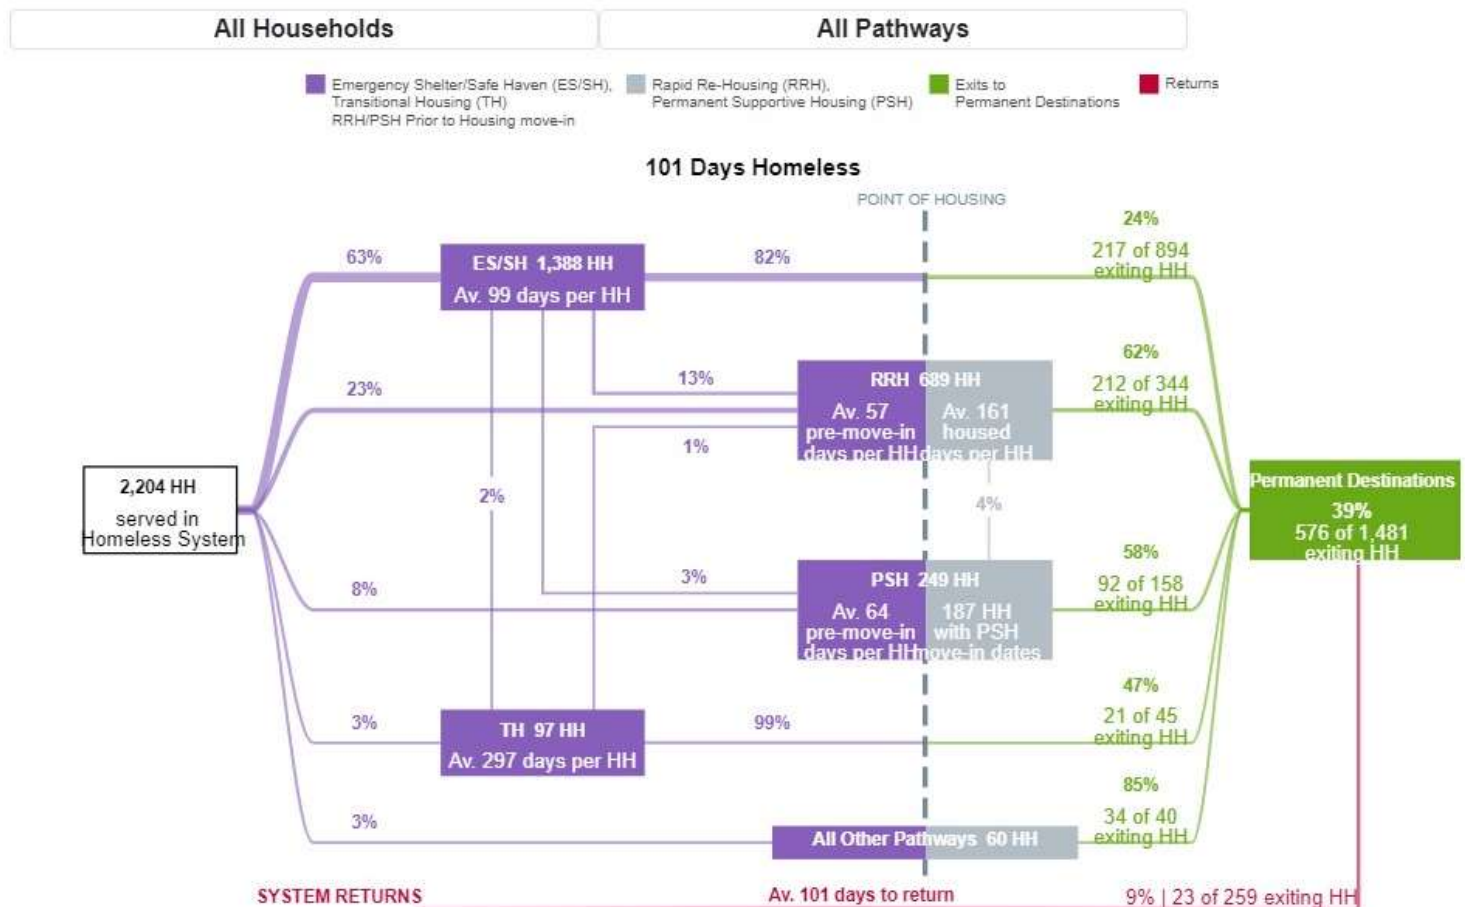 All Households
All Pathways
Emergency Shelter/Safe Haven (ES/SH),
Transitional Housing (TH)
RRH/PSH Prior to Housing move-in
Rapid Re-Housing (RRH),
Permanent Supportive Housing (PSH)
Exits to
Permanent Destinations
Returns
101 Days Homeless
POINT OF HOUSING
63%
ES/SH 1,388 HH
Av. 99 days per HH
82%
24%
217 of 894
exiting HH
23%
13%
1%
RRH 689 HH
Av. 57
pre-move-in
days per HH
Av. 161
housed
days per HH
62%
212 of 344
exiting HH
2,204 HH
served in
Homeless System
2%
4%
Permanent Destinations
39%
576 of 1,481
exiting HH
8%
3%
PSH 249 HH
Av. 64
pre-move-in
days per HH
187 HH
with PSH
move-in dates
58%
92 of 158
exiting HH
3%
TH 97 HH
Av. 297 days per HH
99%
47%
21 of 45
exiting HH
3%
All Other Pathways 60 HH
85%
34 of 40
exiting HH
SYSTEM RETURNS
Av. 101 days to return
9% | 23 of 259 exiting HH